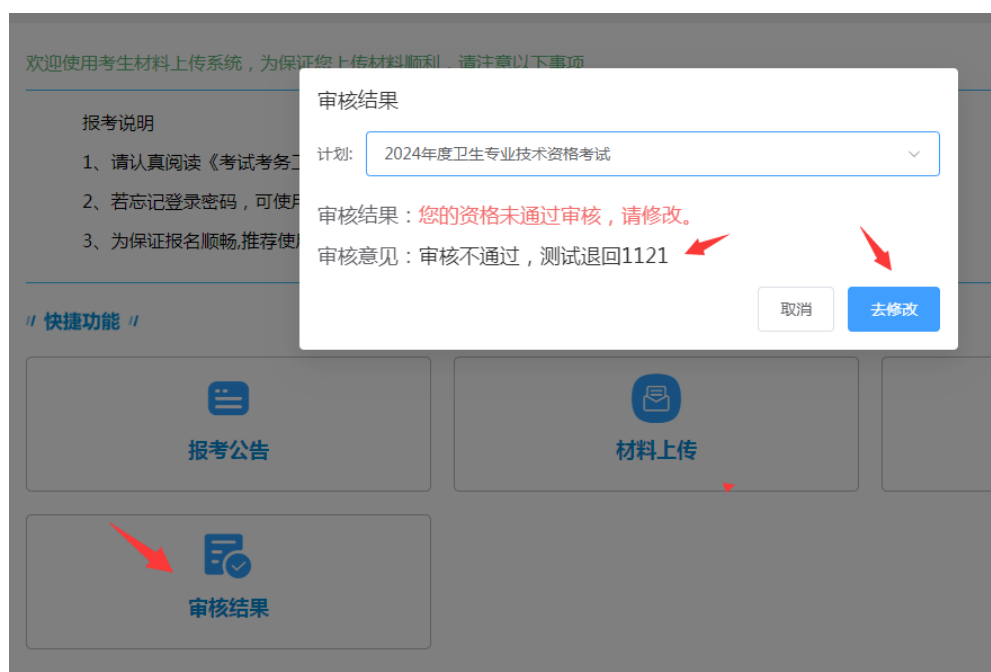 欢迎使用考生材料上传系统，为保证您上传材料顺利，请注意以下事项
报考说明
1、请认真阅读《考试考务工
2、若忘记登录密码，可使用
3、为保证报名顺畅,推荐使用
审核结果
计划: 2024年度卫生专业技术资格考试
审核结果：您的资格未通过审核，请修改。
审核意见：审核不通过，测试退回1121
取消 去修改
// 快捷功能 //
报考公告 材料上传
审核结果